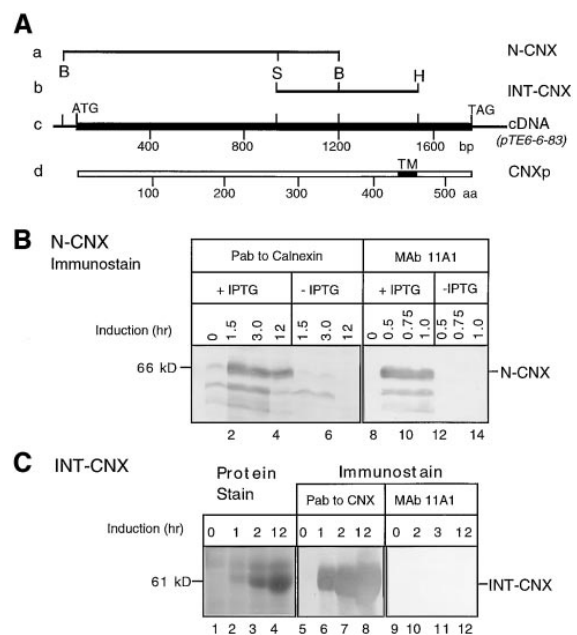 A
a N-CNX
B S B H
b INT-CNX
ATG TAG
c cDNA
400 800 1200 1600 bp (pTE6-6-83)
TM
d CNXp
100 200 300 400 500 aa
B N-CNX
Immunostain
Pab to Calnexin MAb 11A1
+ IPTG - IPTG + IPTG -IPTG
Induction (hr) 0 1.5 3.0 12 1.5 3.0 12 0 0.5 0.75 1.0 0.5 0.75 1.0
66 kD N-CNX
2 4 6 8 10 12 14
C INT-CNX
Protein Stain Immunostain
Pab to CNX MAb 11A1
Induction (hr) 0 1 2 12 0 1 2 12 0 2 3 12
61 kD INT-CNX
1 2 3 4 5 6 7 8 9 10 11 12